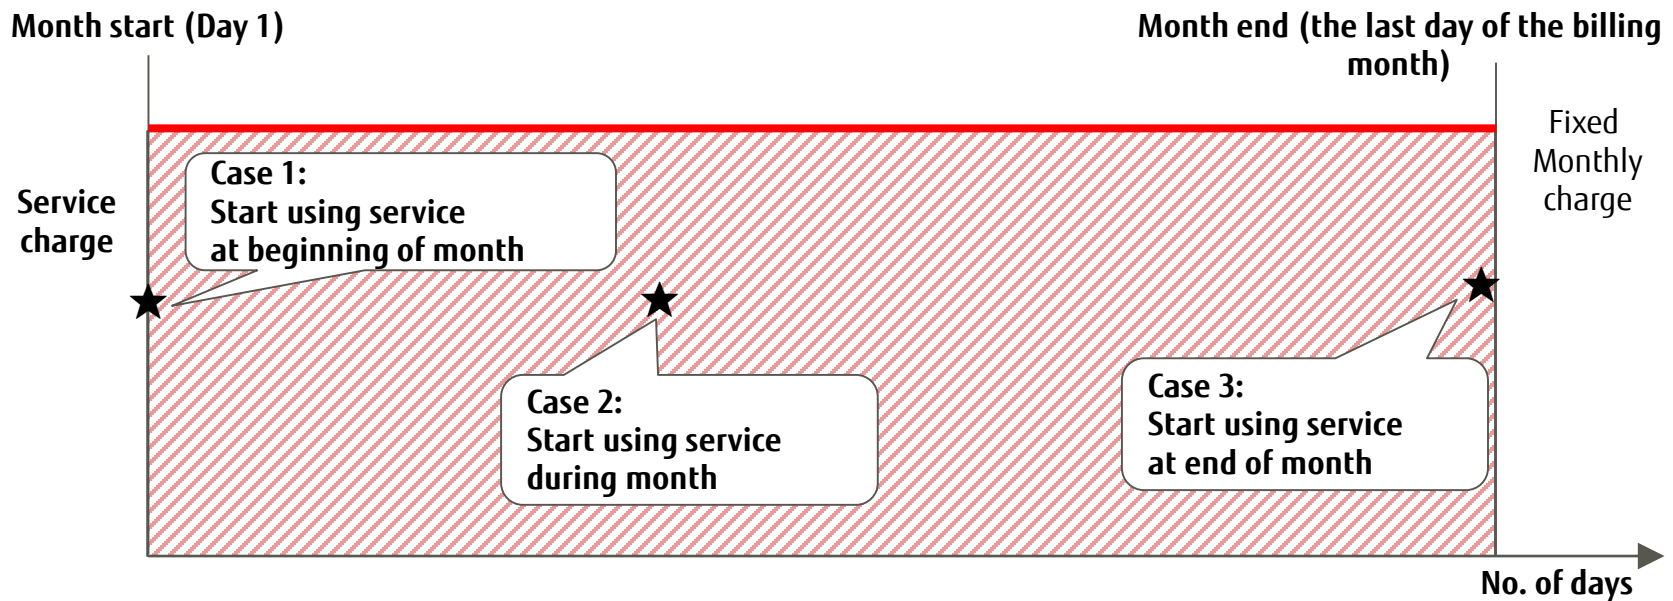 Month start (Day 1)
Month end (the last day of the billing
month)
Fixed
Monthly
charge
Service
charge
Case 1:
Start using service
at beginning of month
Case 2:
Start using service
during month
Case 3:
Start using service
at end of month
No. of days